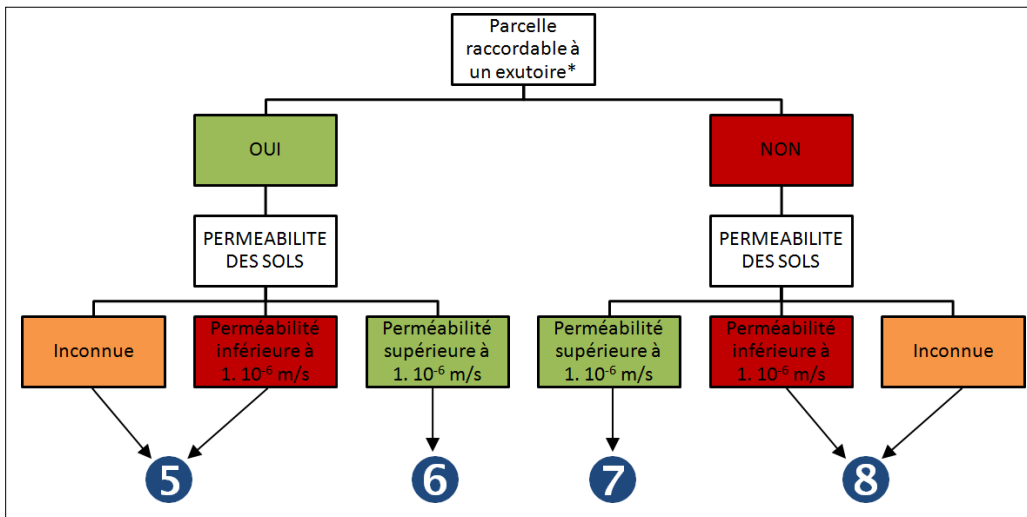 Parcelle
raccordable à
un exutoire*
OUI
NON
PERMEABILITE
DES SOLS
PERMEABILITE
DES SOLS
Inconnue
Perméabilité
inférieure à
1. 10⁻⁶ m/s
Perméabilité
supérieure à
1. 10⁻⁶ m/s
Perméabilité
supérieure à
1. 10⁻⁶ m/s
Perméabilité
inférieure à
1. 10⁻⁶ m/s
Inconnue
5
6
7
8